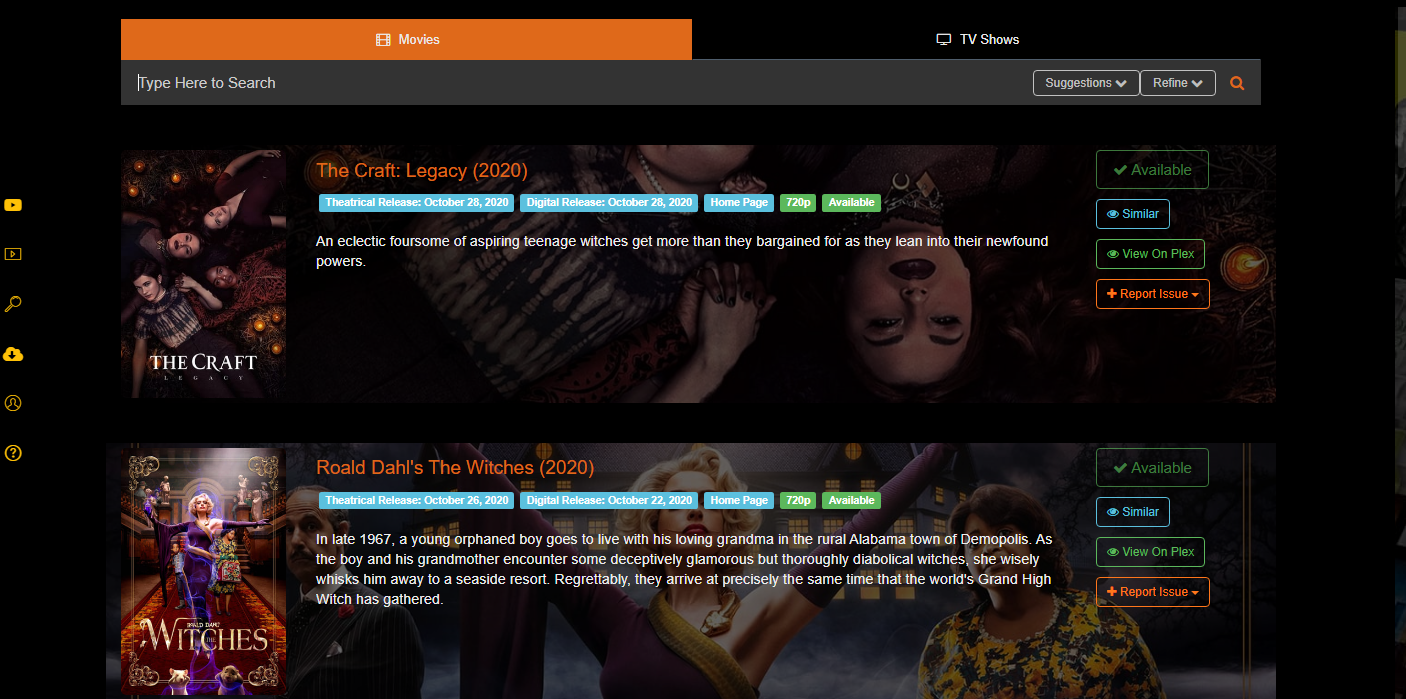 Movies
TV Shows
Type Here to Search
Suggestions
Refine
The Craft: Legacy (2020)
Theatrical Release: October 28, 2020
Digital Release: October 28, 2020
Home Page
720p
Available
An eclectic foursome of aspiring teenage witches get more than they bargained for as they lean into their newfound
powers.
Available
Similar
View On Plex
Report Issue
THE CRAFT
LEGACY
Roald Dahl's The Witches (2020)
Theatrical Release: October 26, 2020
Digital Release: October 22, 2020
Home Page
720p
Available
In late 1967, a young orphaned boy goes to live with his loving grandma in the rural Alabama town of Demopolis. As
the boy and his grandmother encounter some deceptively glamorous but thoroughly diabolical witches, she wisely
whisks him away to a seaside resort. Regrettably, they arrive at precisely the same time that the world's Grand High
Witch has gathered.
Available
Similar
View On Plex
Report Issue
ROALD DAHL'S
THE
WITCHES